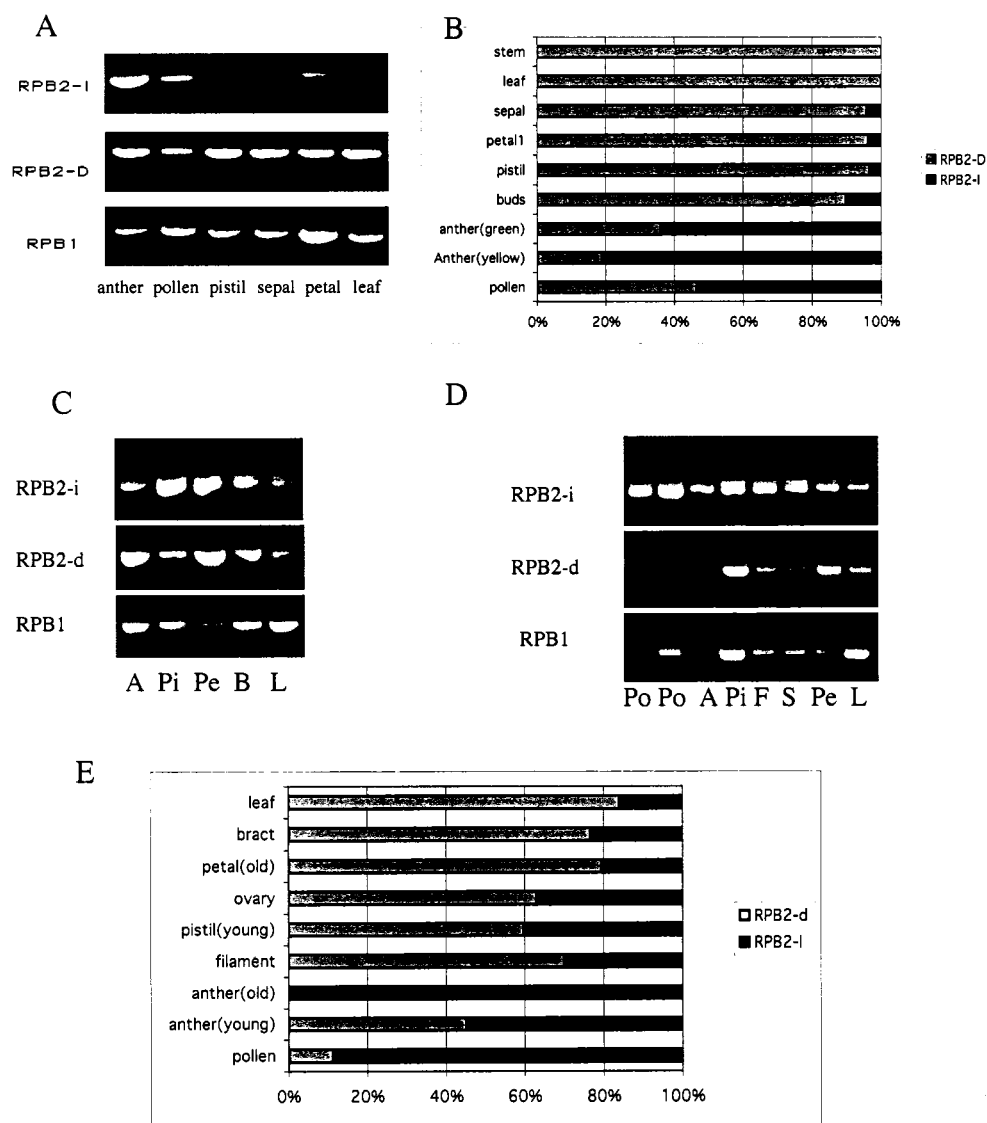 A
RPB2-I
RPB2-D
RPB1
anther pollen pistil sepal petal leaf
B
stem
leaf
sepal
petal1
pistil
buds
anther(green)
Anther(yellow)
pollen
0% 20% 40% 60% 80% 100%
RPB2-D
RPB2-I
C
RPB2-i
RPB2-d
RPB1
A Pi Pe B L
D
RPB2-i
RPB2-d
RPB1
Po Po A Pi F S Pe L
E
leaf
bract
petal(old)
ovary
pistil(young)
filament
anther(old)
anther(young)
pollen
0% 20% 40% 60% 80% 100%
RPB2-d
RPB2-I